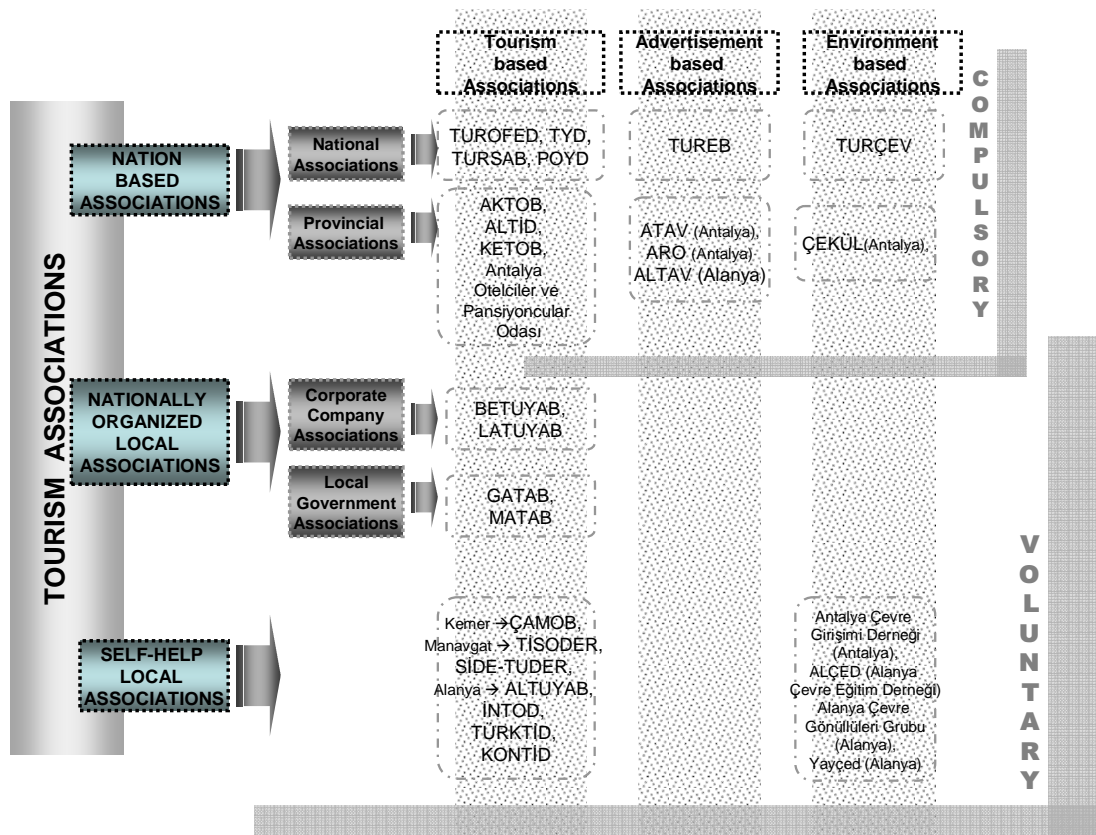 Tourism
based
Associations
Advertisement
based
Associations
Environment
based
Associations
COMPULSORY
TOURISM ASSOCIATIONS
NATION
BASED
ASSOCIATIONS
National
Associations
TUROFED, TYD,
TURSAB, POYD
TUREB
TURÇEV
Provincial
Associations
AKTOB,
ALTİD,
KETOB,
Antalya
Otelciler ve
Pansiyoncular
Odası
ATAV (Antalya),
ARO (Antalya)
ALTAV (Alanya)
ÇEKÜL(Antalya),
NATIONALLY
ORGANIZED
LOCAL
ASSOCIATIONS
Corporate
Company
Associations
BETUYAB,
LATUYAB
Local
Government
Associations
GATAB,
MATAB
SELF-HELP
LOCAL
ASSOCIATIONS
Kemer →ÇAMOB,
Manavgat → TİSODER,
SİDE-TUDER,
Alanya → ALTUYAB,
İNTOD,
TÜRKTİD,
KONTİD
Antalya Çevre
Girişimi Derneği
(Antalya),
ALÇED (Alanya
Çevre Eğitim Derneği)
Alanya Çevre
Gönüllüleri Grubu
(Alanya),
Yayçed (Alanya)
VOLUNTARY